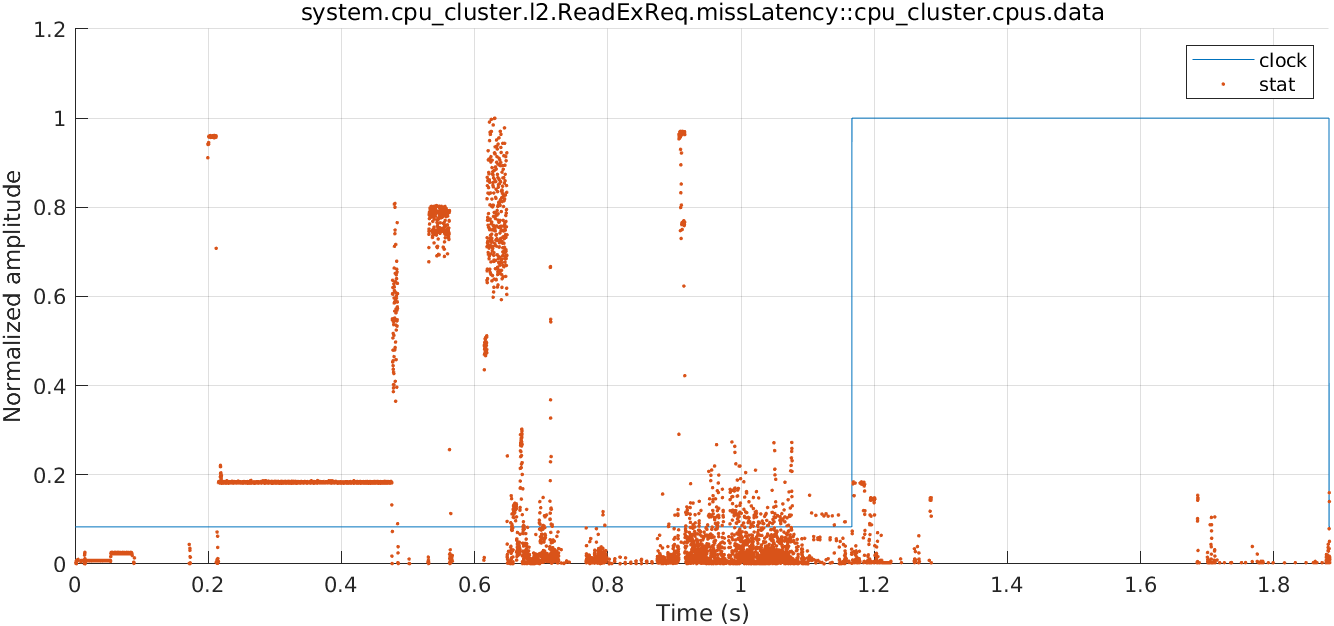 system.cpu_cluster.l2.ReadExReq.missLatency::cpu_cluster.cpus.data
1.2
1
0.8
0.6
0.4
0.2
0
Normalized amplitude
clock
stat
0 0.2 0.4 0.6 0.8 1 1.2 1.4 1.6 1.8
Time (s)